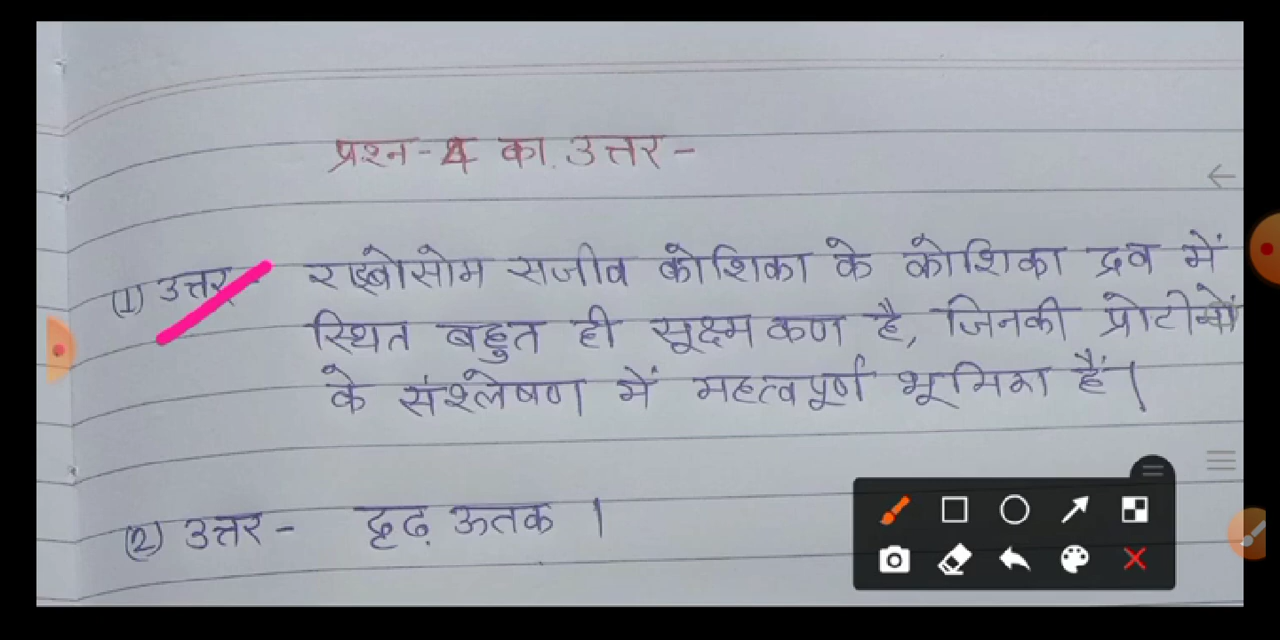 प्रश्न-4 का उत्तर-
(1) उत्तर- राइबोसोम सजीव कोशिका के कोशिका द्रव में
स्थित बहुत ही सूक्ष्म कण है, जिनकी प्रोटीनों
के संश्लेषण में महत्वपूर्ण भूमिका हैं।
(2) उत्तर- दृढ़ ऊतक ।